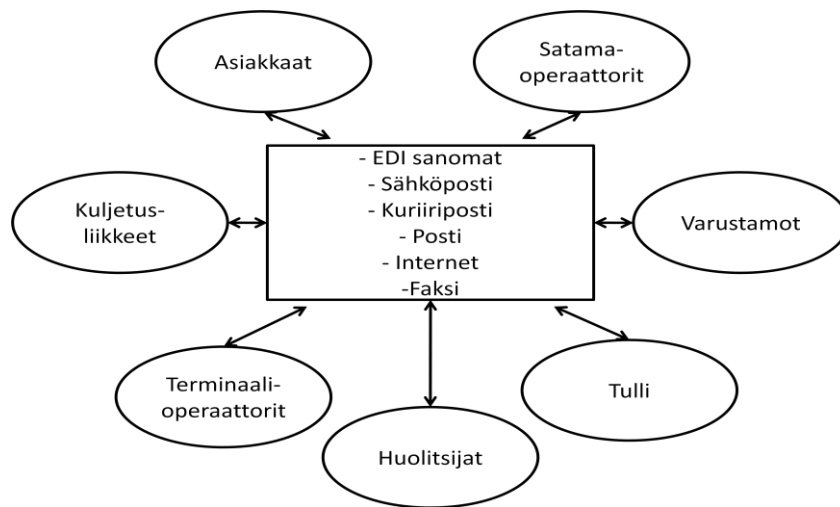 Asiakkaat
Satama-
operaattorit
- EDI sanomat
- Sähköposti
- Kuriiriposti
- Posti
- Internet
-Faksi
Kuljetus-
liikkeet
Varustamot
Terminaali-
operaattorit
Tulli
Huolitsijat